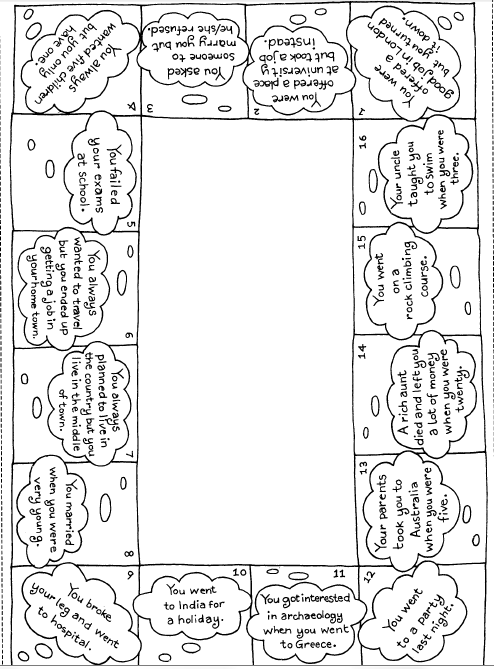 1
You were
offered a
good job in London
but you turned
it down.
2
You were
offered a place
at university
but took a job
instead.
3
You asked
someone to
marry you but
he/she refused.
4
You always
wanted five children
but you only
have one.
5
You failed
your exams
at school.
6
You always
wanted to travel
but you ended up
getting a job in
your home town.
7
You always
planned to live in
the country but you
live in the middle
of town.
8
You married
when you were
very young.
9
You broke
your leg and went
to hospital.
10
You went
to India for
a holiday.
11
You got interested
in archaeology
when you went
to Greece.
12
You went
to a party
last night.
13
Your parents
took you to
Australia
when you were
five.
14
A rich aunt
died and left you
a lot of money
when you were
twenty.
15
You went
on a
rock climbing
course.
16
Your uncle
taught you
to swim
when you were
three.